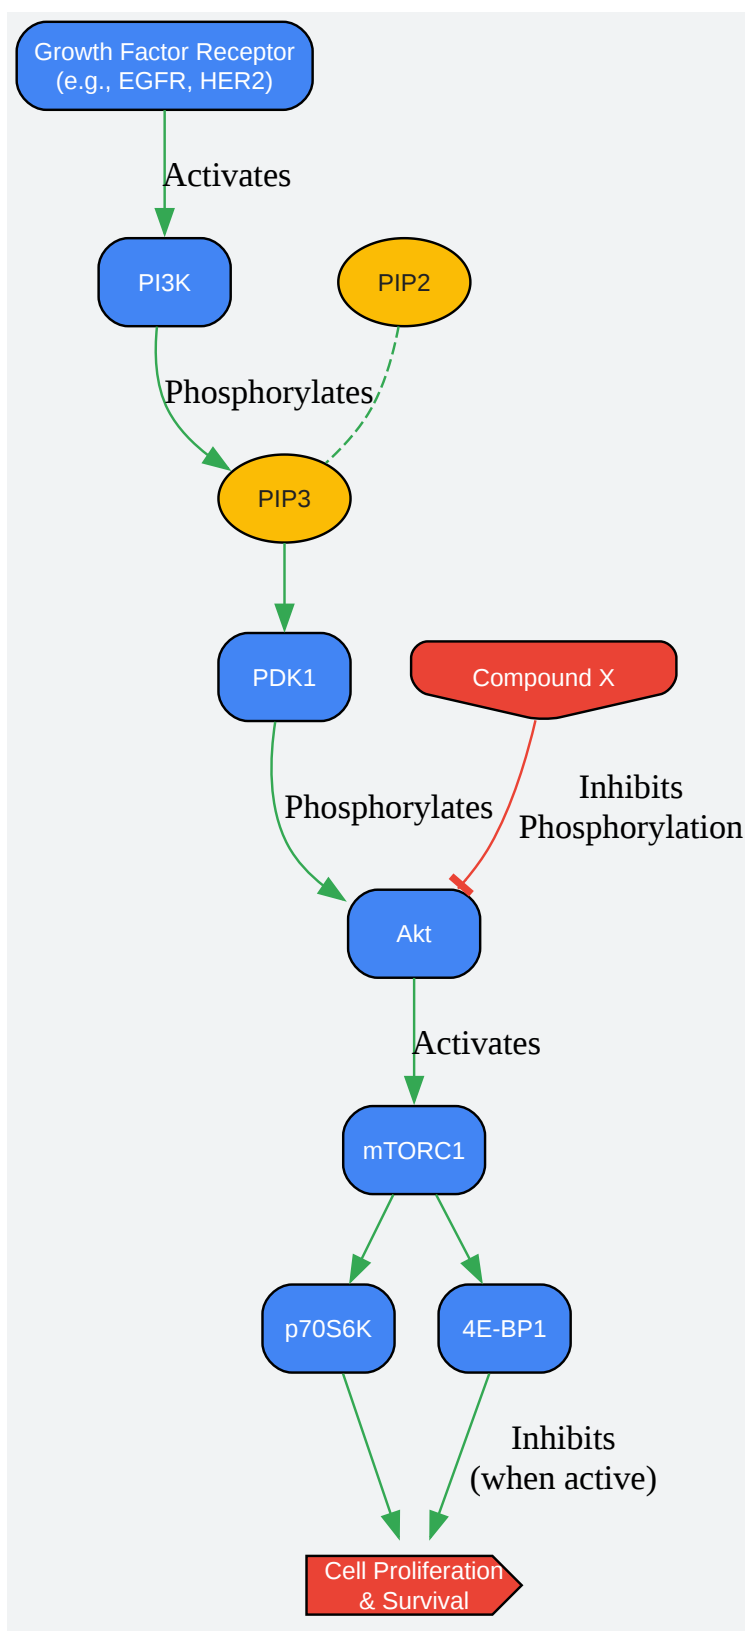 Growth Factor Receptor
(e.g., EGFR, HER2)
Activates
PI3K
PIP2
Phosphorylates
PIP3
PDK1
Compound X
Phosphorylates
Inhibits
Phosphorylation
Akt
Activates
mTORC1
p70S6K
4E-BP1
Inhibits
(when active)
Cell Proliferation
& Survival